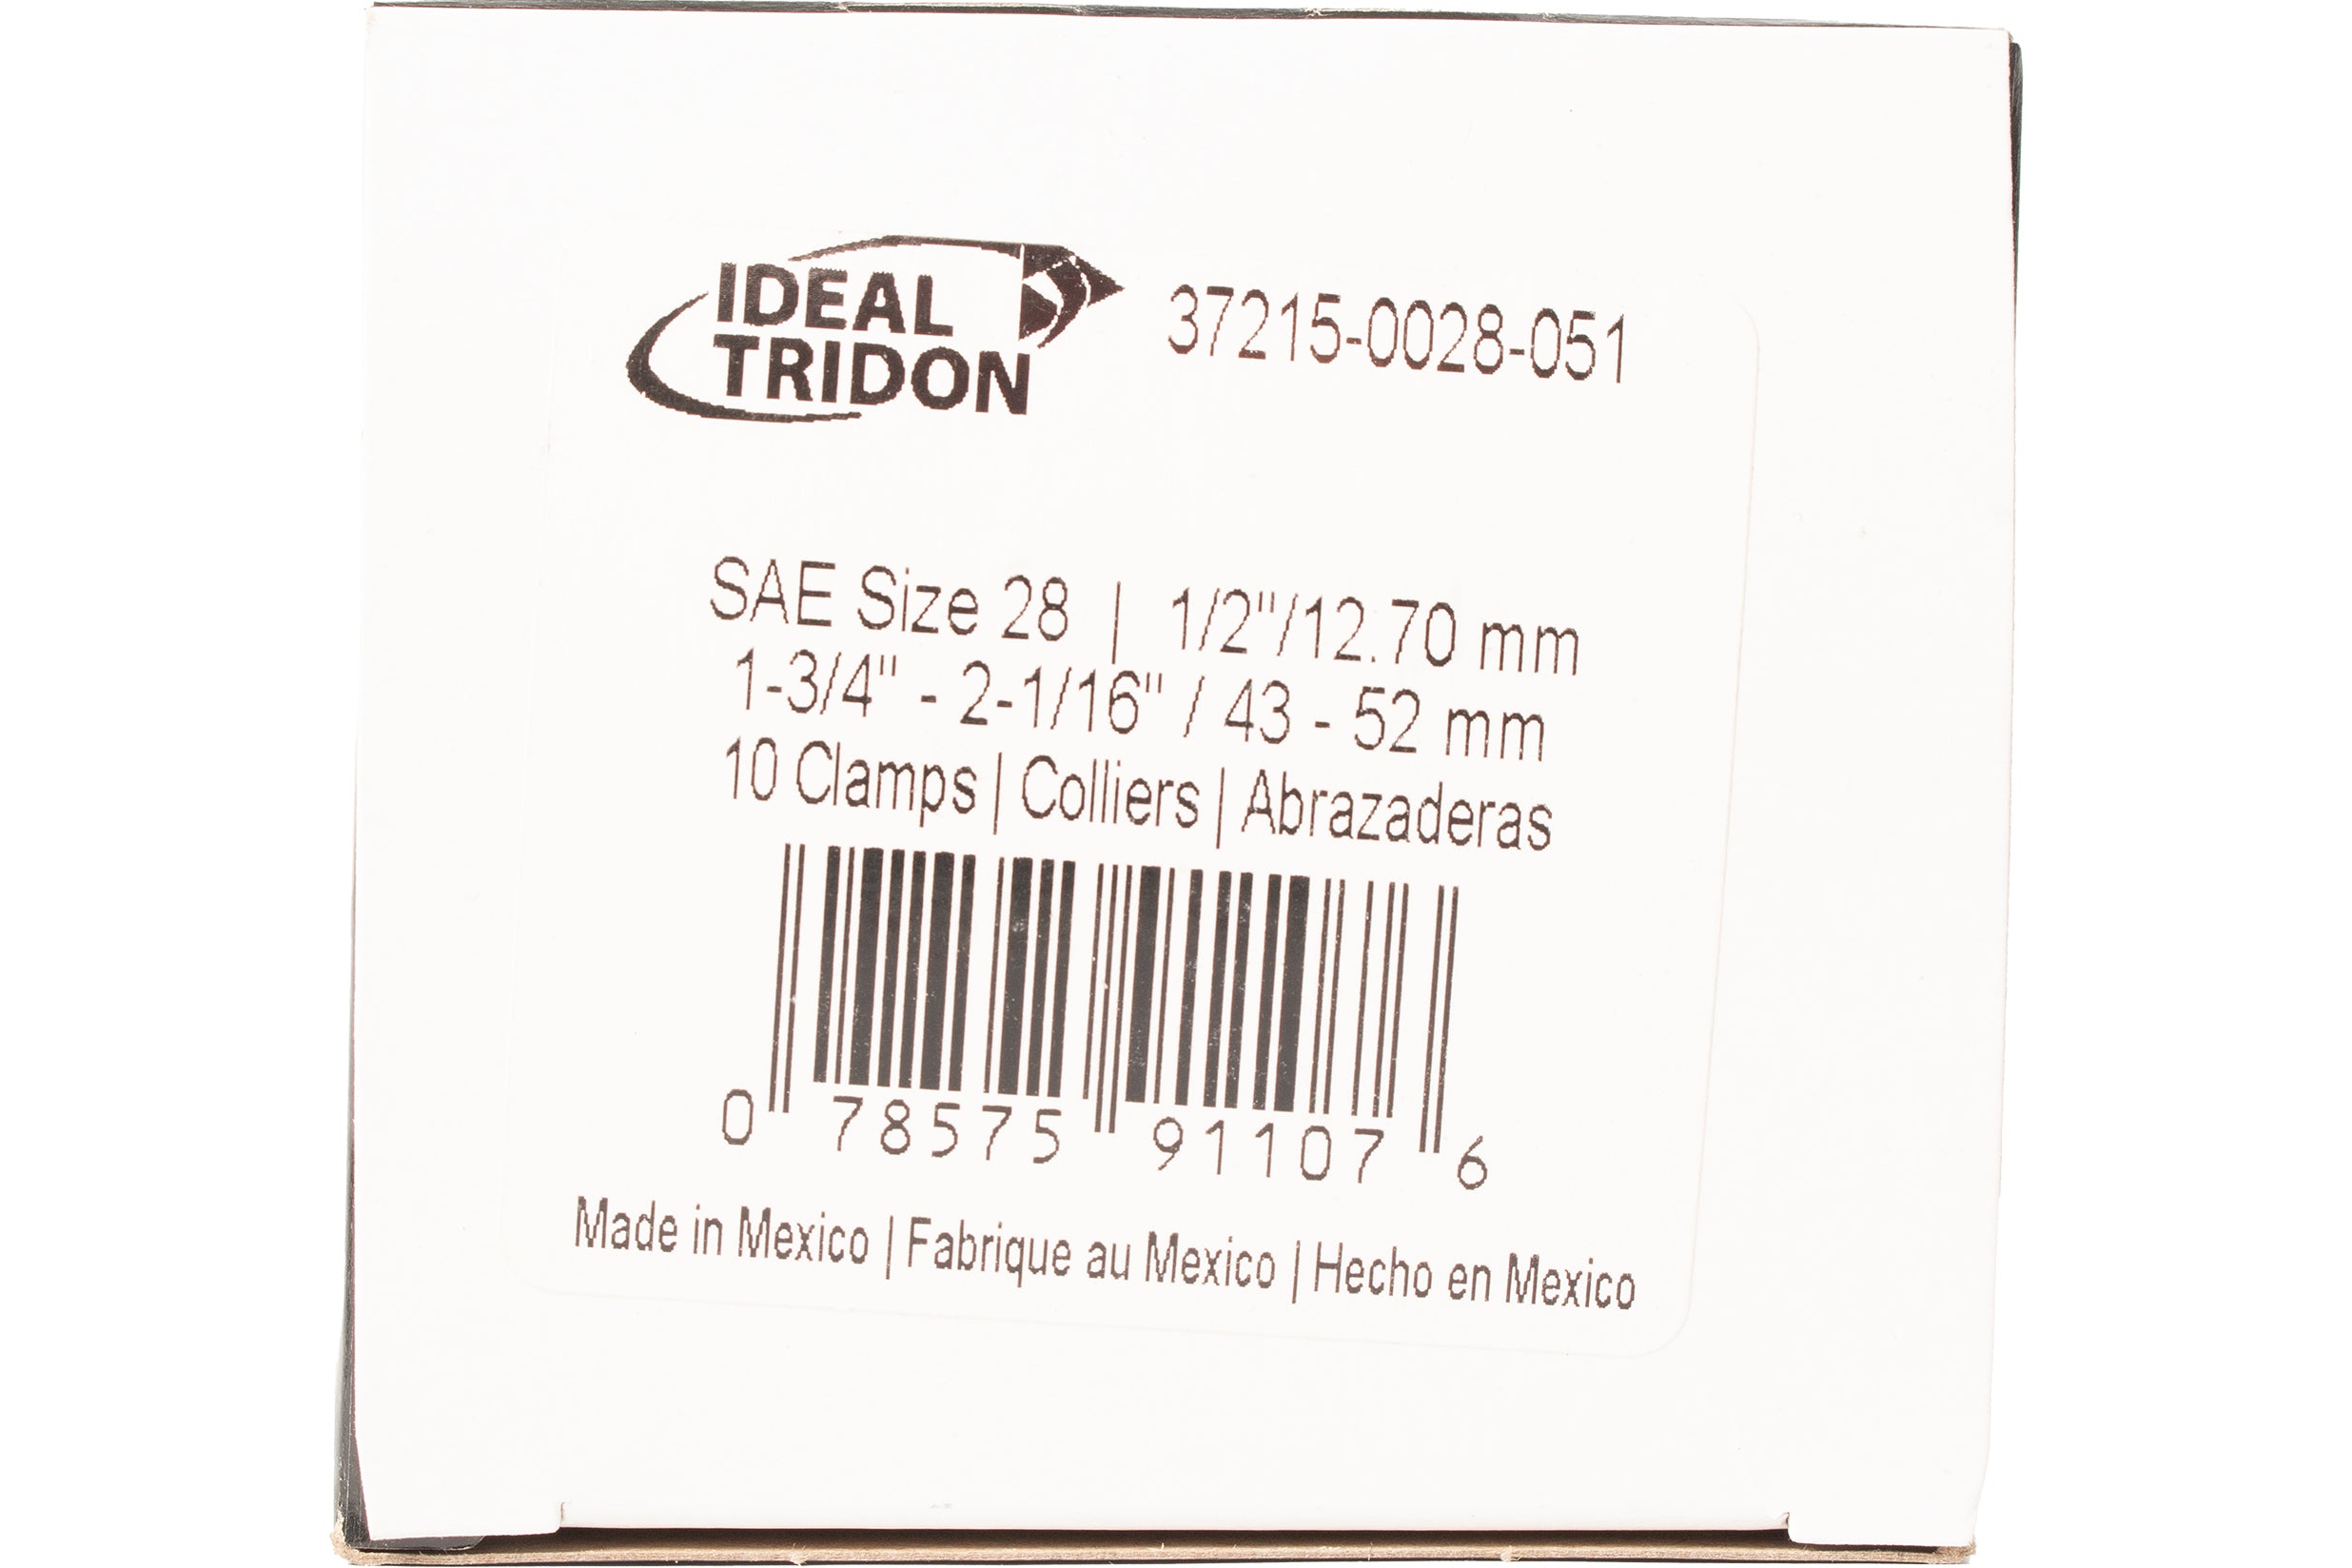 IDEAL
TRIDON
37215-0028-051
SAE Size 28 | 1/2"/12.70 mm
1-3/4" - 2-1/16" / 43 - 52 mm
10 Clamps | Colliers | Abrazaderas
0 78575 91107 6
Made in Mexico | Fabrique au Mexico | Hecho en Mexico